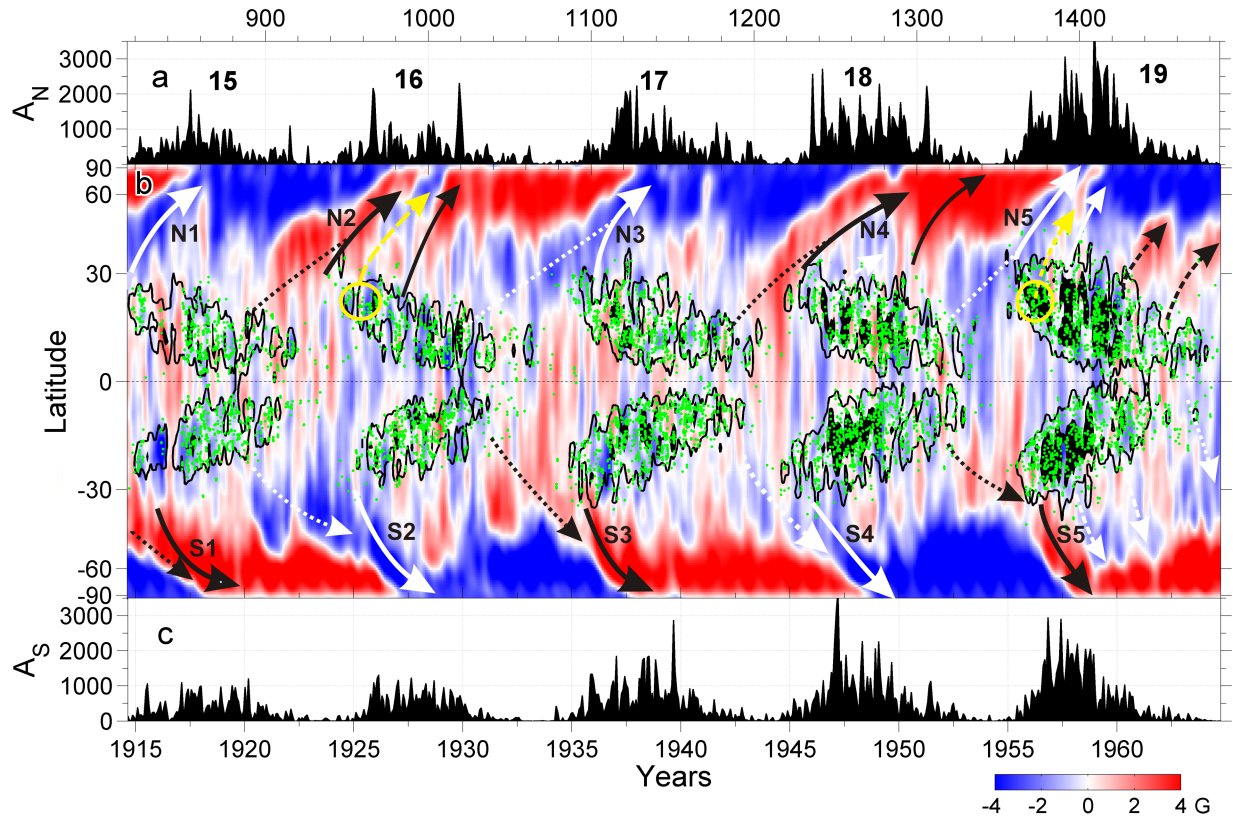 900 1000 1100 1200 1300 1400
a 15 16 17 18 19
A_N
3000
2000
1000
b
Latitude
90
60
30
0
-30
-60
-90
N1 N2 N3 N4 N5
S1 S2 S3 S4 S5
c
A_S
3000
2000
1000
0
1915 1920 1925 1930 1935 1940 1945 1950 1955 1960
Years
-4 -2 0 2 4 G